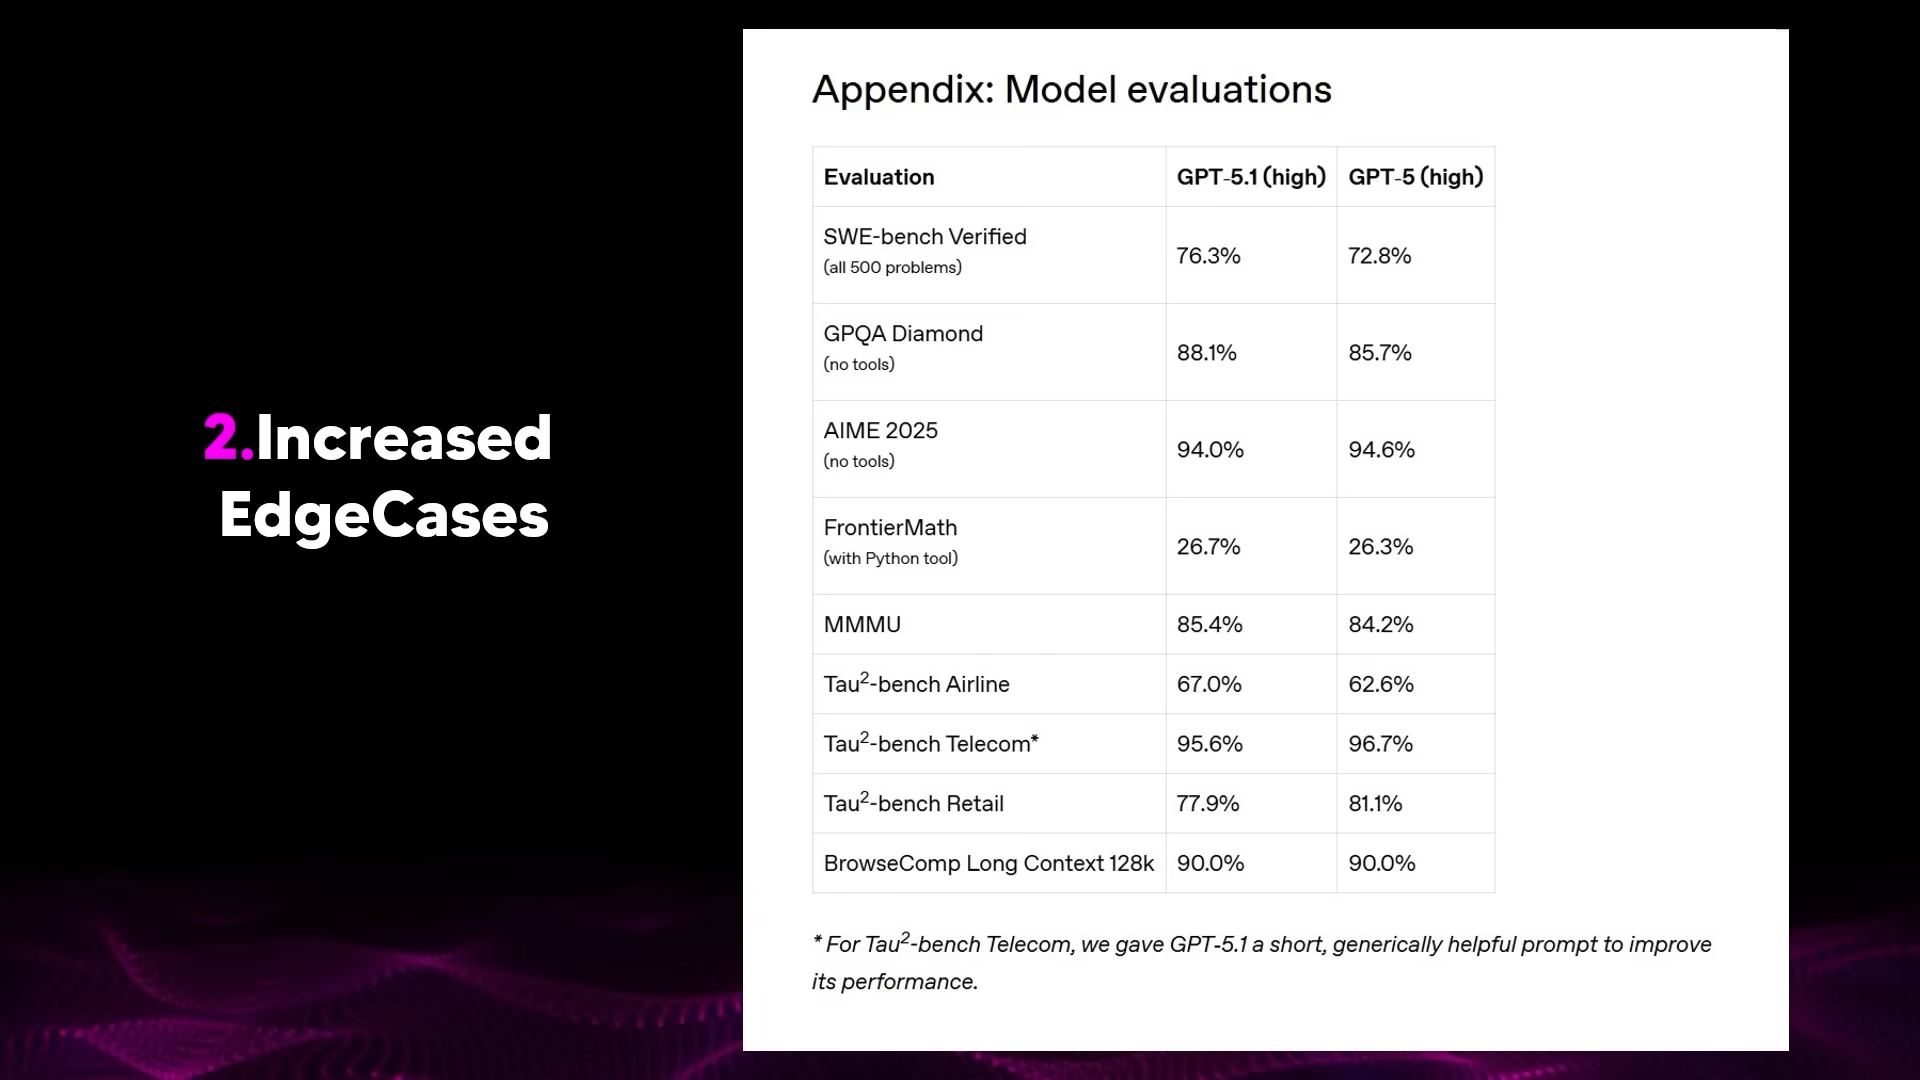 2.Increased
EdgeCases
Appendix: Model evaluations
Evaluation GPT-5.1 (high) GPT-5 (high)
SWE-bench Verified
(all 500 problems)
76.3% 72.8%
GPQA Diamond
(no tools)
88.1% 85.7%
AIME 2025
(no tools)
94.0% 94.6%
FrontierMath
(with Python tool)
26.7% 26.3%
MMMU 85.4% 84.2%
Tau²-bench Airline 67.0% 62.6%
Tau²-bench Telecom* 95.6% 96.7%
Tau²-bench Retail 77.9% 81.1%
BrowseComp Long Context 128k 90.0% 90.0%
* For Tau²-bench Telecom, we gave GPT-5.1 a short, generically helpful prompt to improve
its performance.